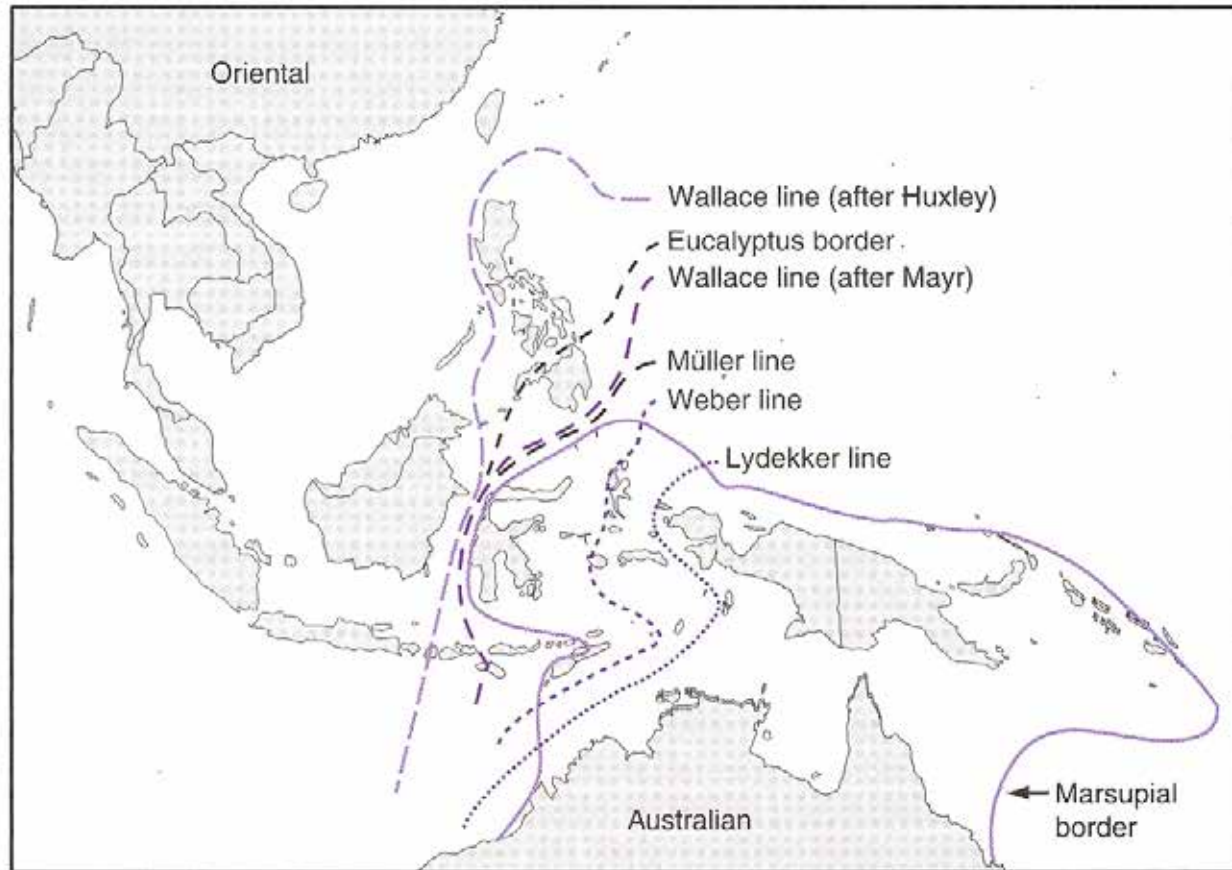 Oriental
Wallace line (after Huxley)
Eucalyptus border
Wallace line (after Mayr)
Müller line
Weber line
Lydekker line
Marsupial
border
Australian